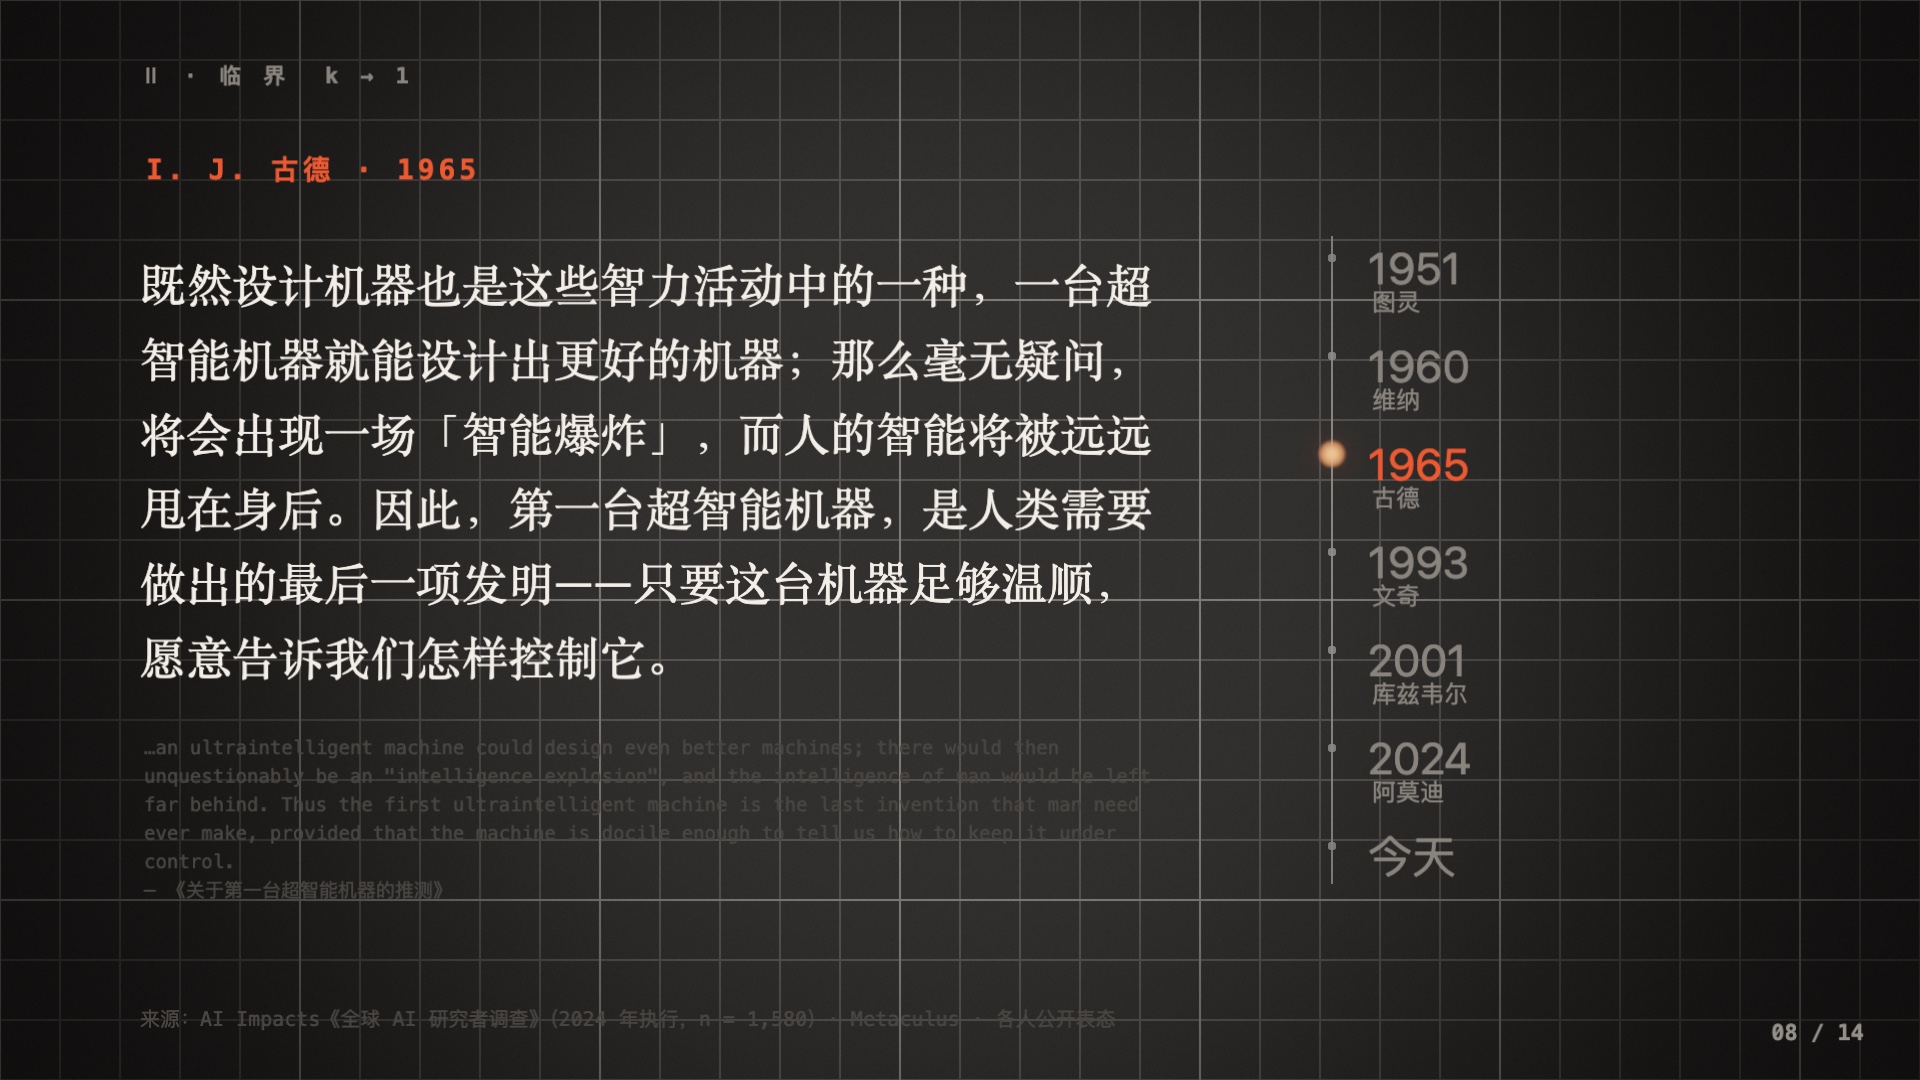 II · 临界 k → 1
I. J. 古德 · 1965
既然设计机器也是这些智力活动中的一种，一台超
智能机器就能设计出更好的机器；那么毫无疑问，
将会出现一场「智能爆炸」，而人的智能将被远远
甩在身后。因此，第一台超智能机器，是人类需要
做出的最后一项发明——只要这台机器足够温顺，
愿意告诉我们怎样控制它。
…an ultraintelligent machine could design even better machines; there would then
unquestionably be an "intelligence explosion", and the intelligence of man would be left
far behind. Thus the first ultraintelligent machine is the last invention that man need
ever make, provided that the machine is docile enough to tell us how to keep it under
control.
— 《关于第一台超智能机器的推测》
1951
图灵
1960
维纳
1965
古德
1993
文奇
2001
库兹韦尔
2024
阿莫迪
今天
来源：AI Impacts《全球 AI 研究者调查》（2024 年执行，n = 1,580） · Metaculus · 各人公开表态
08 / 14